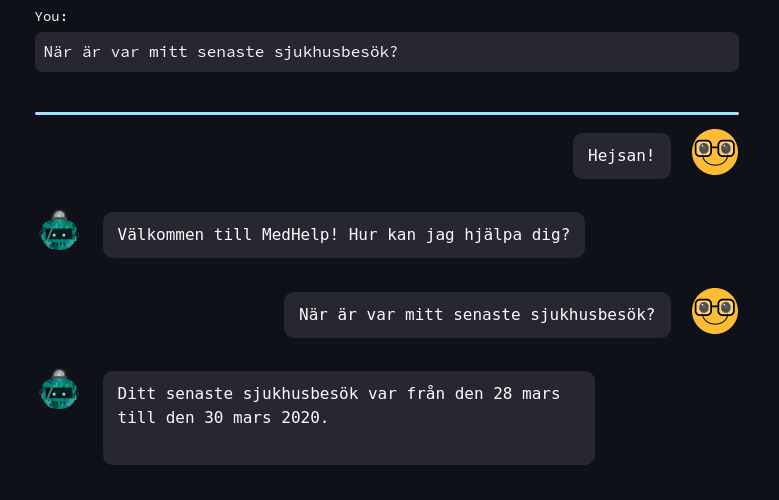 You:
När är var mitt senaste sjukhusbesök?
Hejsan!
Välkommen till MedHelp! Hur kan jag hjälpa dig?
När är var mitt senaste sjukhusbesök?
Ditt senaste sjukhusbesök var från den 28 mars
till den 30 mars 2020.